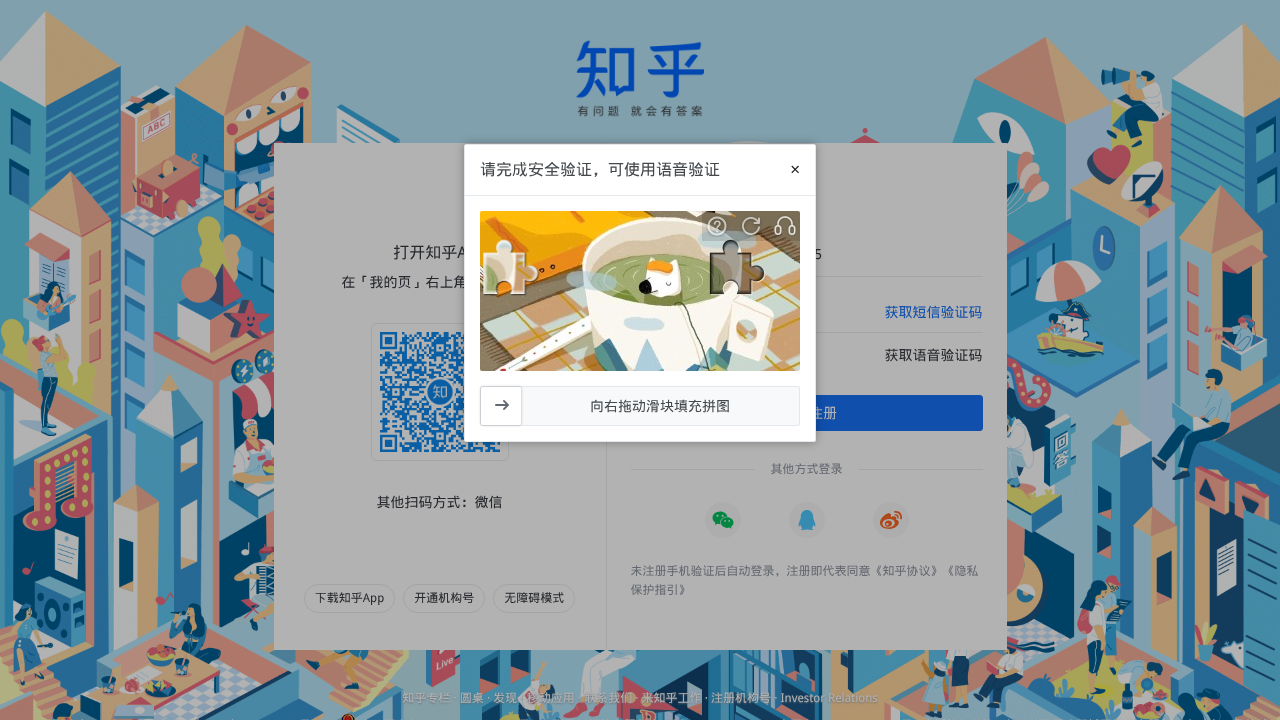 知乎
有问题 就会有答案
ABC
请完成安全验证，可使用语音验证
×
打开知乎A
在「我的页」右上角
5
获取短信验证码
获取语音验证码
知
向右拖动滑块填充拼图
注册
其他方式登录
其他扫码方式：微信
未注册手机验证后自动登录，注册即代表同意《知乎协议》《隐私
保护指引》
下载知乎App
开通机构号
无障碍模式
回答
Live
知乎专栏 · 圆桌 · 发现 · 移动应用 · 联系我们 · 来知乎工作 · 注册机构号 · Investor Relations